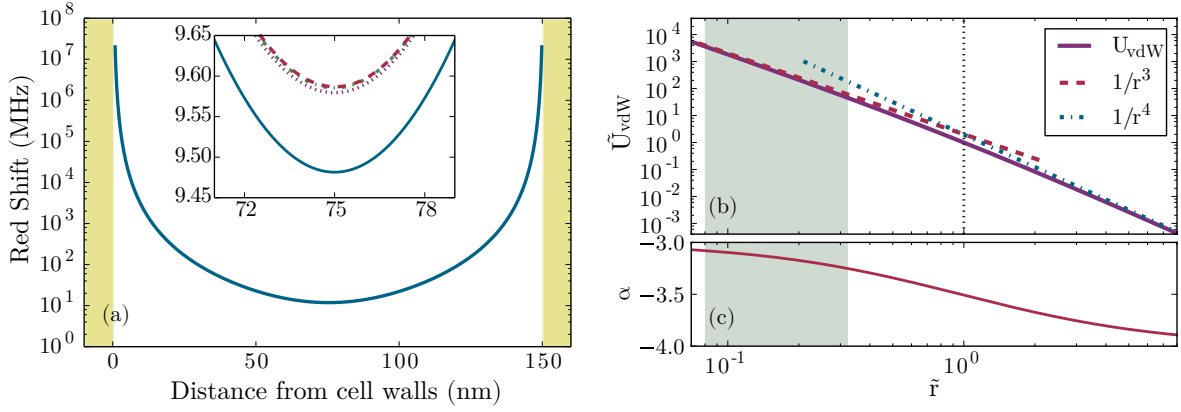 10^8
10^7
10^6
10^5
10^4
10^3
10^2
10^1
10^0
Red Shift (MHz)
9.65
9.60
9.55
9.50
9.45
72 75 78
(a)
0 50 100 150
Distance from cell walls (nm)
10^4
10^3
10^2
10^1
10^0
10^-1
10^-2
10^-3
Ũ_vdW
U_vdW
1/r^3
1/r^4
(b)
−3.0
−3.5
−4.0
α
(c)
10^-1 10^0
r̃